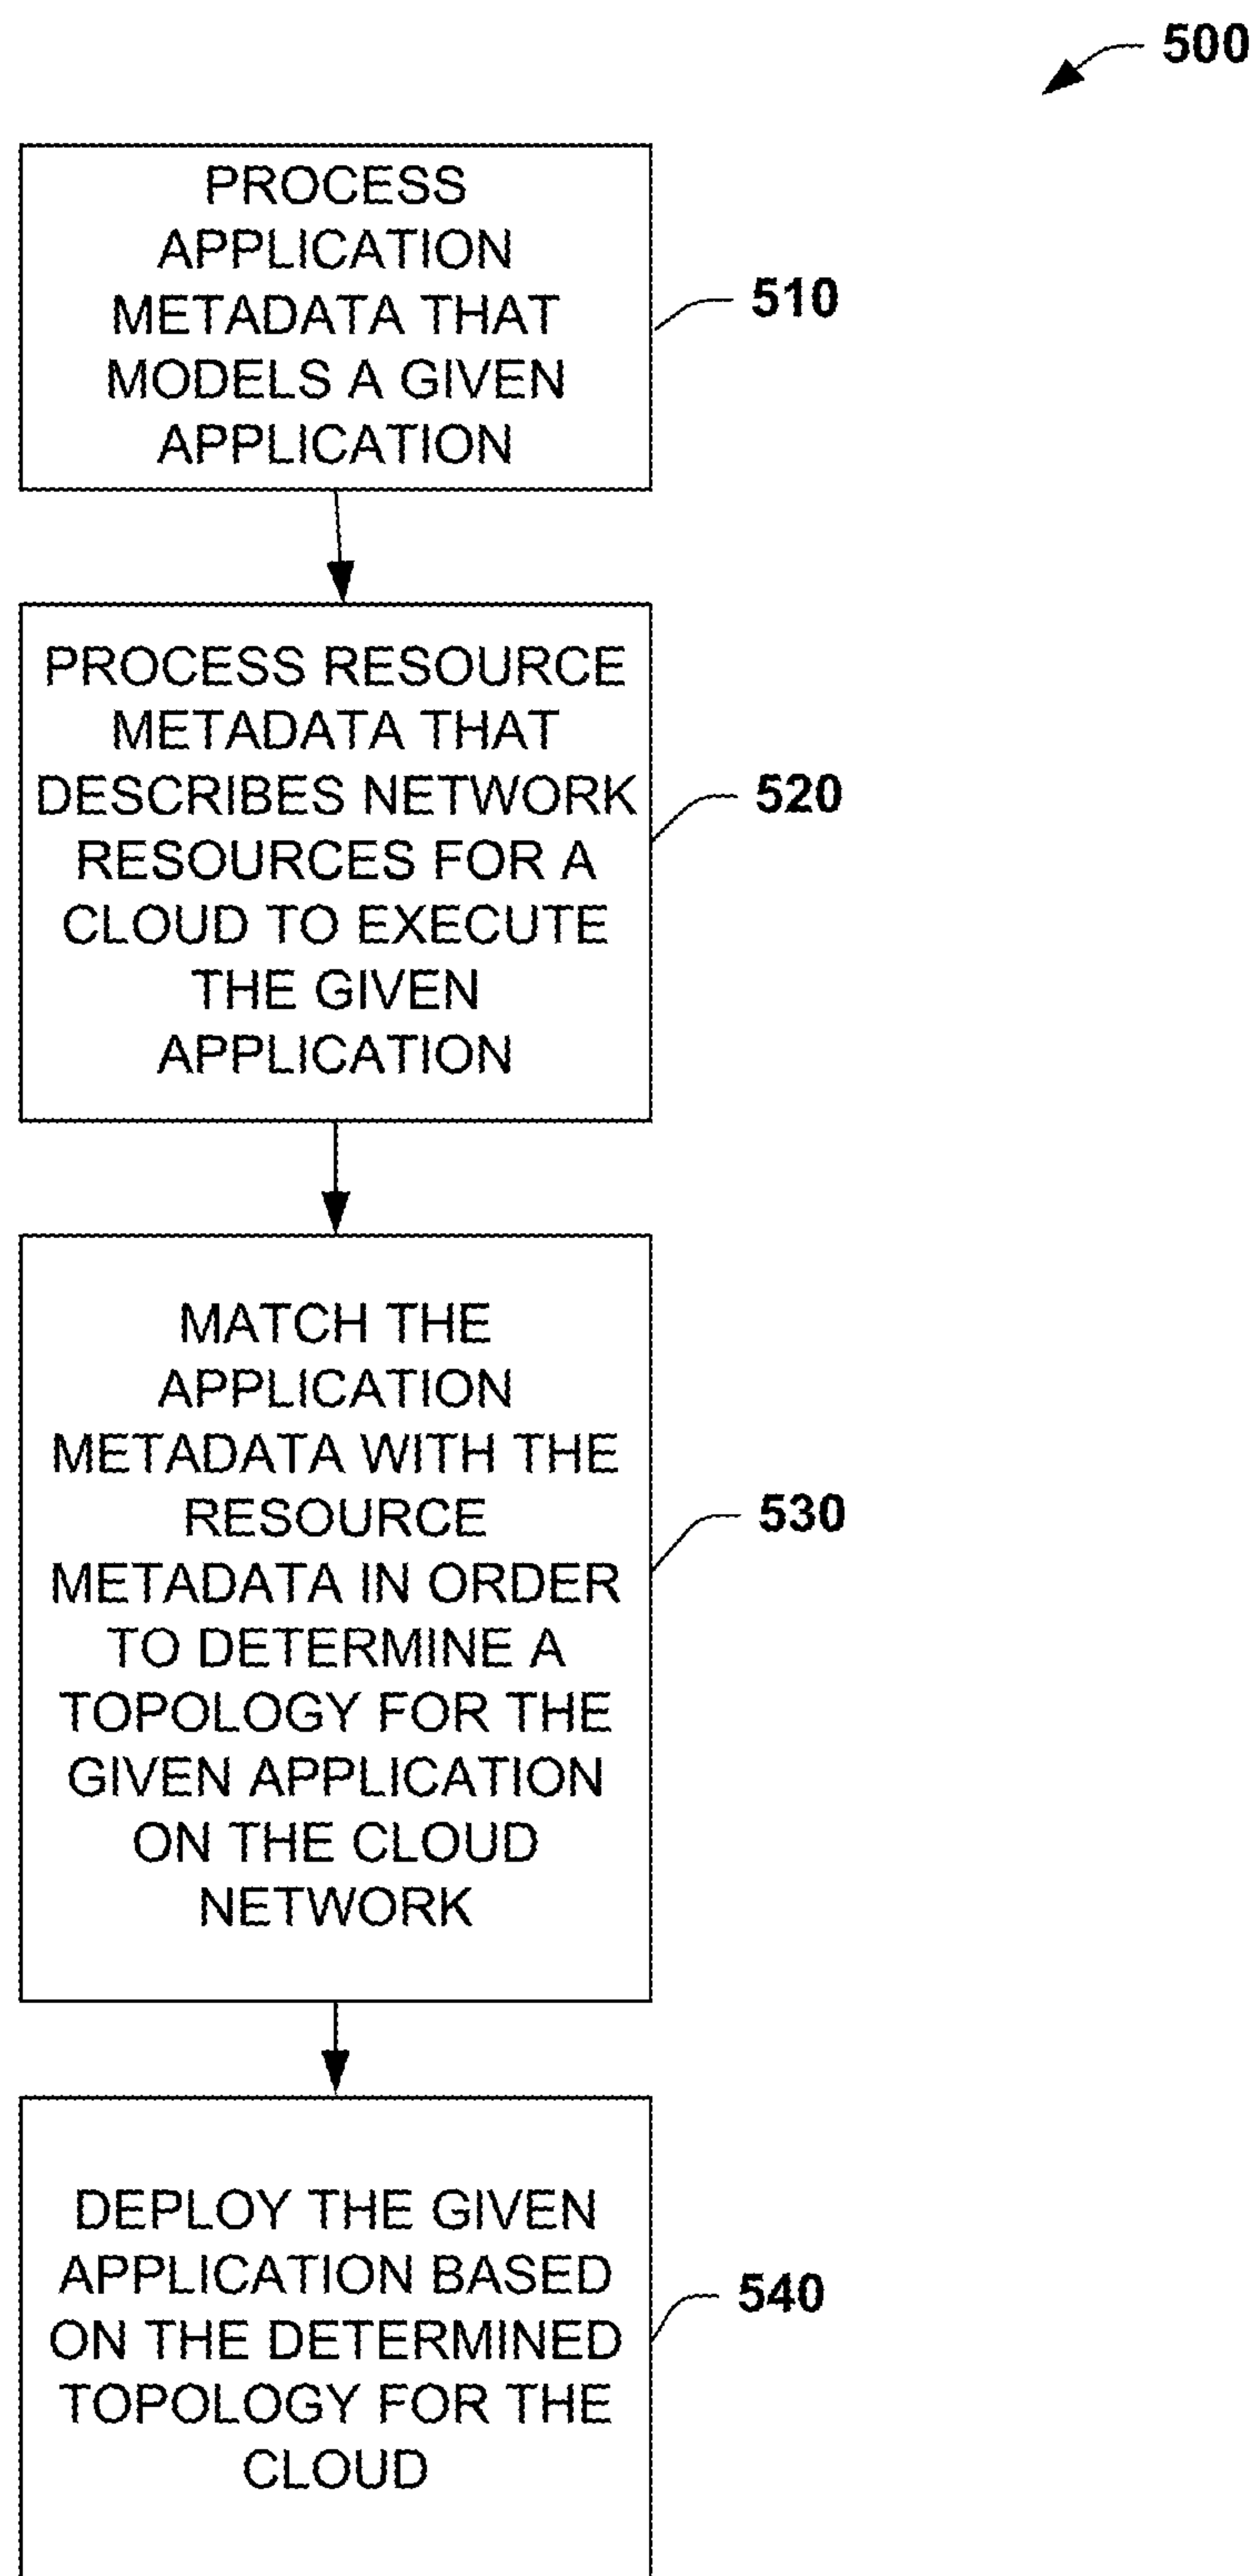 500
PROCESS
APPLICATION
METADATA THAT
MODELS A GIVEN
APPLICATION
510
PROCESS RESOURCE
METADATA THAT
DESCRIBES NETWORK
RESOURCES FOR A
CLOUD TO EXECUTE
THE GIVEN
APPLICATION
520
MATCH THE
APPLICATION
METADATA WITH THE
RESOURCE
METADATA IN ORDER
TO DETERMINE A
TOPOLOGY FOR THE
GIVEN APPLICATION
ON THE CLOUD
NETWORK
530
DEPLOY THE GIVEN
APPLICATION BASED
ON THE DETERMINED
TOPOLOGY FOR THE
CLOUD
540